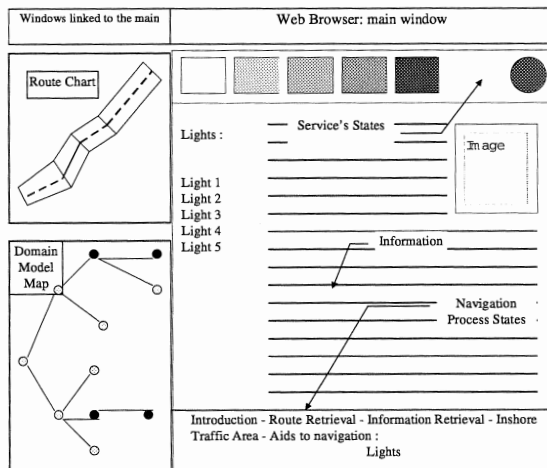 Windows linked to the main
Web Browser: main window
Route Chart
Service's States
Lights :
Image
Light 1
Light 2
Light 3
Light 4
Light 5
Information
Domain
Model
Map
Navigation
Process States
Introduction - Route Retrieval - Information Retrieval - Inshore
Traffic Area - Aids to navigation :
Lights